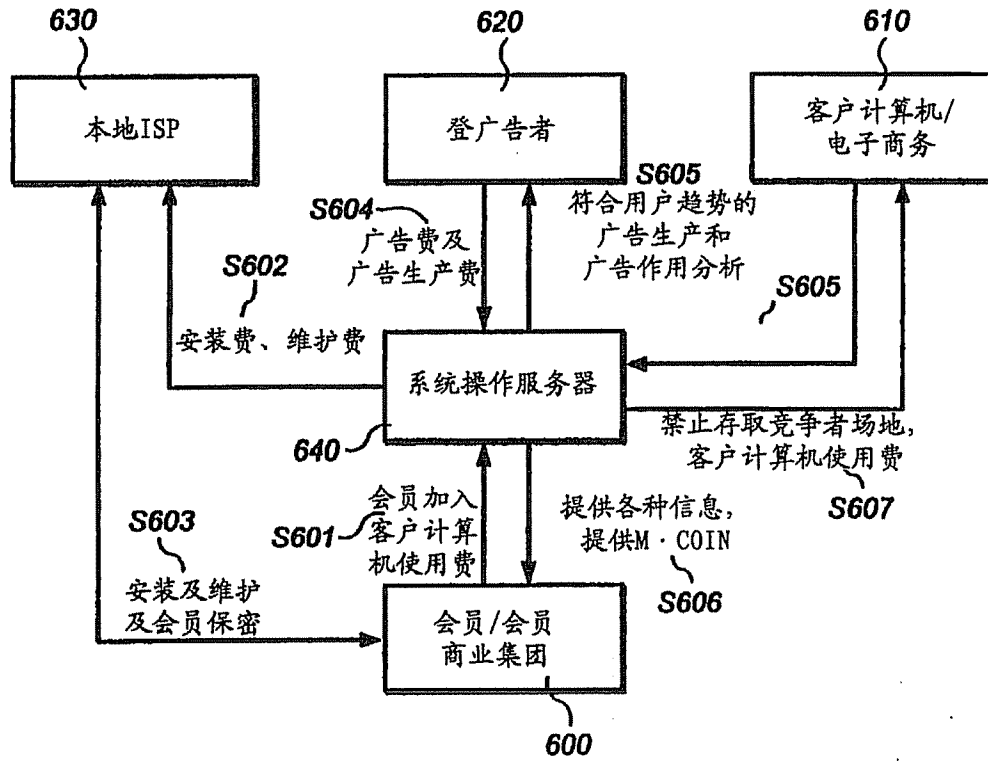 630
620
610
本地ISP
登广告者
客户计算机/
电子商务
S604
广告费及
广告生产费
S605
符合用户趋势的
广告生产和
广告作用分析
S602
安装费、维护费
S605
系统操作服务器
640
禁止存取竞争者场地,
客户计算机使用费
S607
S601
会员加入
客户计算
机使用费
提供各种信息,
提供M·COIN
S606
S603
安装及维护
及会员保密
会员/会员
商业集团
600